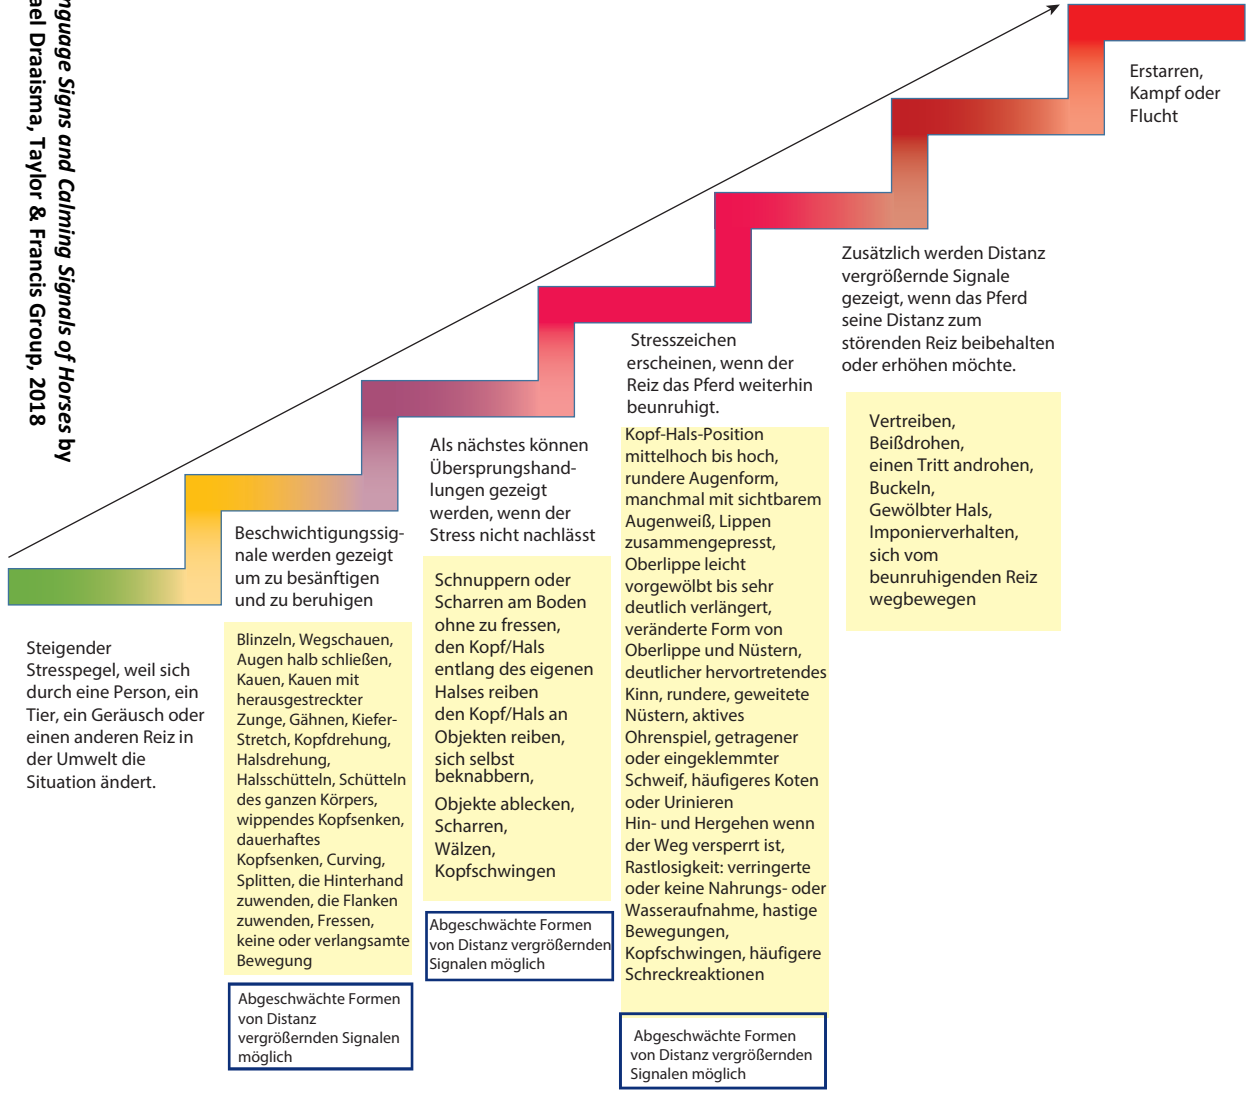 nguage Signs and Calming Signals of Horses by
ael Draaisma, Taylor & Francis Group, 2018
Steigender
Stresspegel, weil sich
durch eine Person, ein
Tier, ein Geräusch oder
einen anderen Reiz in
der Umwelt die
Situation ändert.
Beschwichtigungssig-
nale werden gezeigt
um zu besänftigen
und zu beruhigen
Blinzeln, Wegschauen,
Augen halb schließen,
Kauen, Kauen mit
herausgestreckter
Zunge, Gähnen, Kiefer-
Stretch, Kopfdrehung,
Halsdrehung,
Halsschütteln, Schütteln
des ganzen Körpers,
wippendes Kopfsenken,
dauerhaftes
Kopfsenken, Curving,
Splitten, die Hinterhand
zuwenden, die Flanken
zuwenden, Fressen,
keine oder verlangsamte
Bewegung
Abgeschwächte Formen
von Distanz
vergrößernden Signalen
möglich
Als nächstes können
Übersprungshand-
lungen gezeigt
werden, wenn der
Stress nicht nachlässt
Schnuppern oder
Scharren am Boden
ohne zu fressen,
den Kopf/Hals
entlang des eigenen
Halses reiben
den Kopf/Hals an
Objekten reiben,
sich selbst
beknabbern,
Objekte ablecken,
Scharren,
Wälzen,
Kopfschwingen
Abgeschwächte Formen
von Distanz vergrößernden
Signalen möglich
Stresszeichen
erscheinen, wenn der
Reiz das Pferd weiterhin
beunruhigt.
Kopf-Hals-Position
mittelhoch bis hoch,
rundere Augenform,
manchmal mit sichtbarem
Augenweiß, Lippen
zusammengepresst,
Oberlippe leicht
vorgewölbt bis sehr
deutlich verlängert,
veränderte Form von
Oberlippe und Nüstern,
deutlicher hervortretendes
Kinn, rundere, geweitete
Nüstern, aktives
Ohrenspiel, getragener
oder eingeklemmter
Schweif, häufigeres Koten
oder Urinieren
Hin- und Hergehen wenn
der Weg versperrt ist,
Rastlosigkeit: verringerte
oder keine Nahrungs- oder
Wasseraufnahme, hastige
Bewegungen,
Kopfschwingen, häufigere
Schreckreaktionen
Abgeschwächte Formen
von Distanz vergrößernden
Signalen möglich
Zusätzlich werden Distanz
vergrößernde Signale
gezeigt, wenn das Pferd
seine Distanz zum
störenden Reiz beibehalten
oder erhöhen möchte.
Vertreiben,
Beißdrohen,
einen Tritt androhen,
Buckeln,
Gewölbter Hals,
Imponierverhalten,
sich vom
beunruhigenden Reiz
wegbewegen
Erstarren,
Kampf oder
Flucht